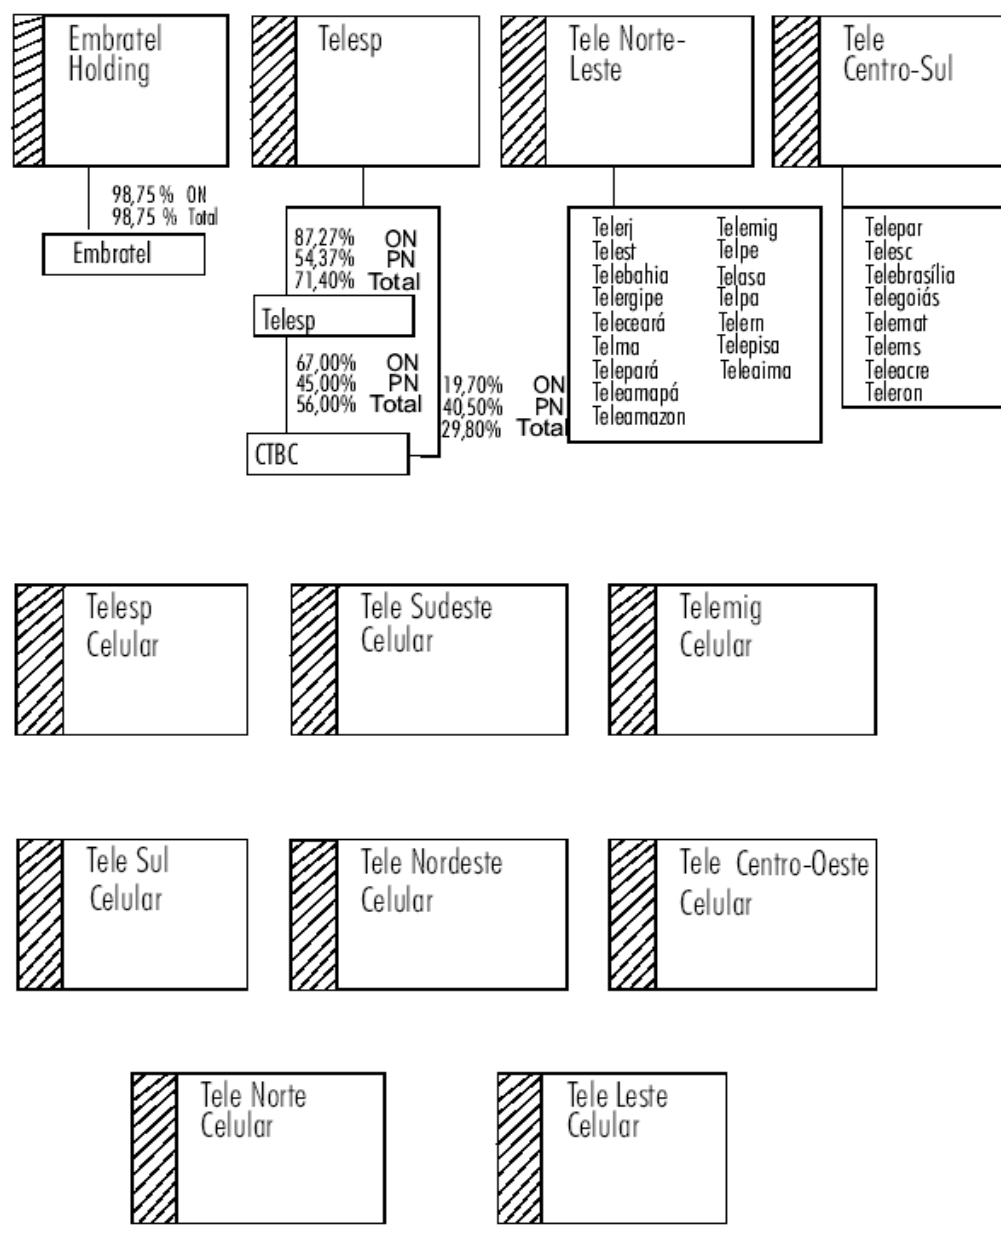 Embratel
Holding
Telesp
Tele Norte-
Leste
Tele
Centro-Sul
98,75 % ON
98,75 % Total
Embratel
87,27% ON
54,37% PN
71,40% Total
Telesp
67,00% ON
45,00% PN
56,00% Total
CTBC
19,70% ON
40,50% PN
29,80% Total
Telerj
Telest
Telebahia
Telergipe
Teleceará
Telma
Telepará
Teleamapá
Teleamazon
Telemig
Telpe
Telasa
Telpa
Telern
Telepisa
Teleaima
Telepar
Telesc
Telebrasília
Telegoiás
Telemat
Telems
Teleacre
Teleron
Telesp
Celular
Tele Sudeste
Celular
Telemig
Celular
Tele Sul
Celular
Tele Nordeste
Celular
Tele Centro-Oeste
Celular
Tele Norte
Celular
Tele Leste
Celular